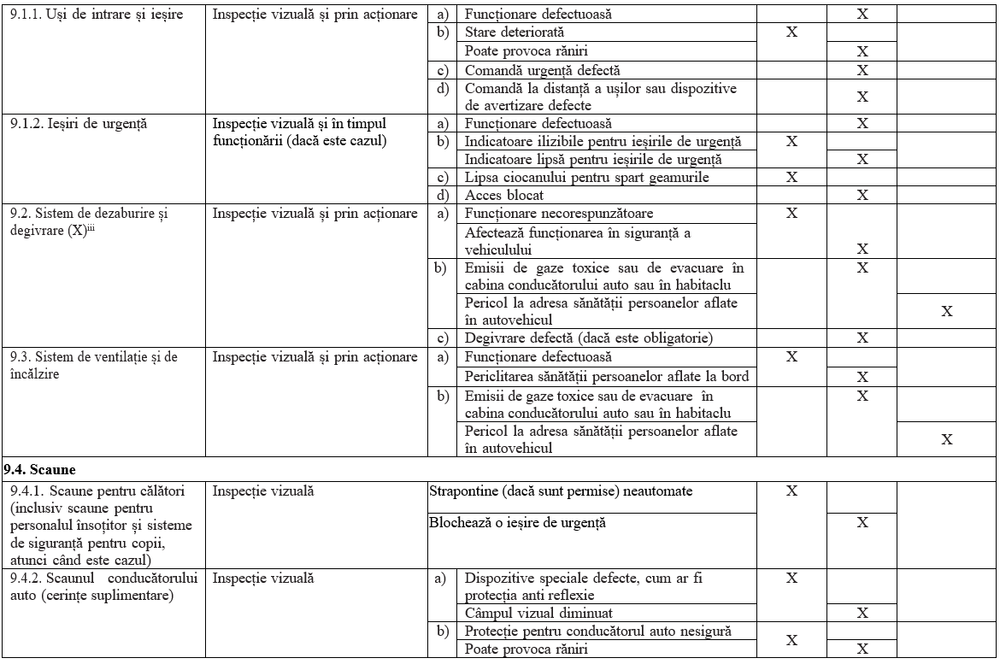 9.1.1. Uși de intrare și ieșire Inspecție vizuală și prin acționare a) Funcționare defectuoasă X
b) Stare deteriorată X
Poate provoca răniri X
c) Comandă urgență defectă X
d) Comandă la distanță a ușilor sau dispozitive
de avertizare defecte X
9.1.2. Ieșiri de urgență Inspecție vizuală și în timpul a) Funcționare defectuoasă X
funcționării (dacă este cazul) b) Indicatoare ilizibile pentru ieșirile de urgență X
Indicatoare lipsă pentru ieșirile de urgență X
c) Lipsa ciocanului pentru spart geamurile X
d) Acces blocat X
9.2. Sistem de dezaburire și Inspecție vizuală și prin acționare a) Funcționare necorespunzătoare X
degivrare (X)iii Afectează funcționarea în siguranță a
vehiculului X
b) Emisii de gaze toxice sau de evacuare în X
cabina conducătorului auto sau în habitaclu
Pericol la adresa sănătății persoanelor aflate
în autovehicul X
c) Degivrare defectă (dacă este obligatorie) X
9.3. Sistem de ventilație și de Inspecție vizuală și prin acționare a) Funcționare defectuoasă X
încălzire Periclitarea sănătății persoanelor aflate la bord X
b) Emisii de gaze toxice sau de evacuare în X
cabina conducătorului auto sau în habitaclu
Pericol la adresa sănătății persoanelor aflate
în autovehicul X
9.4. Scaune
9.4.1. Scaune pentru călători Inspecție vizuală Strapontine (dacă sunt permise) neautomate X
(inclusiv scaune pentru
personalul însoțitor și sisteme Blochează o ieșire de urgență X
de siguranță pentru copii,
atunci când este cazul)
9.4.2. Scaunul conducătorului Inspecție vizuală a) Dispozitive speciale defecte, cum ar fi X
auto (cerințe suplimentare) protecția anti reflexie
Câmpul vizual diminuat X
b) Protecție pentru conducătorul auto nesigură X
Poate provoca răniri X